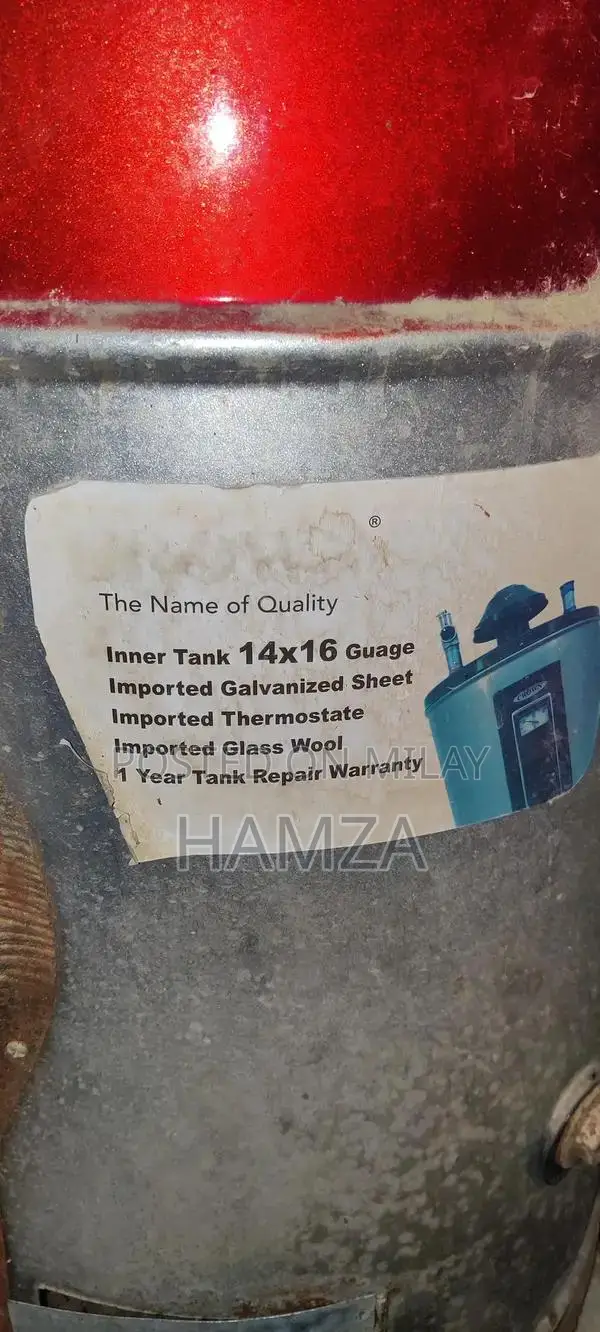 ®
The Name of Quality
Inner Tank 14x16 Guage
Imported Galvanized Sheet
Imported Thermostate
Imported Glass Wool
1 Year Tank Repair Warranty
CROWN
POSTED ON MILAY
HAMZA